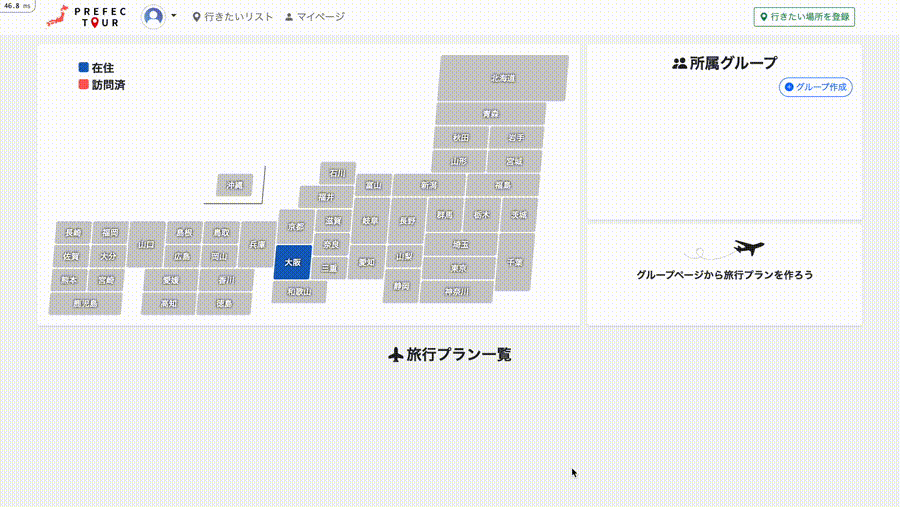 46.8 ms
PREFEC
TOUR
行きたいリスト
マイページ
行きたい場所を登録
在住
訪問済
北海道
青森
秋田
岩手
山形
宮城
石川
富山
新潟
福島
沖縄
福井
長崎
福岡
山口
島根
鳥取
兵庫
京都
滋賀
岐阜
長野
群馬
栃木
茨城
佐賀
大分
広島
岡山
大阪
奈良
愛知
山梨
埼玉
千葉
熊本
宮崎
愛媛
香川
三重
東京
鹿児島
高知
徳島
和歌山
静岡
神奈川
所属グループ
グループ作成
グループページから旅行プランを作ろう
旅行プラン一覧